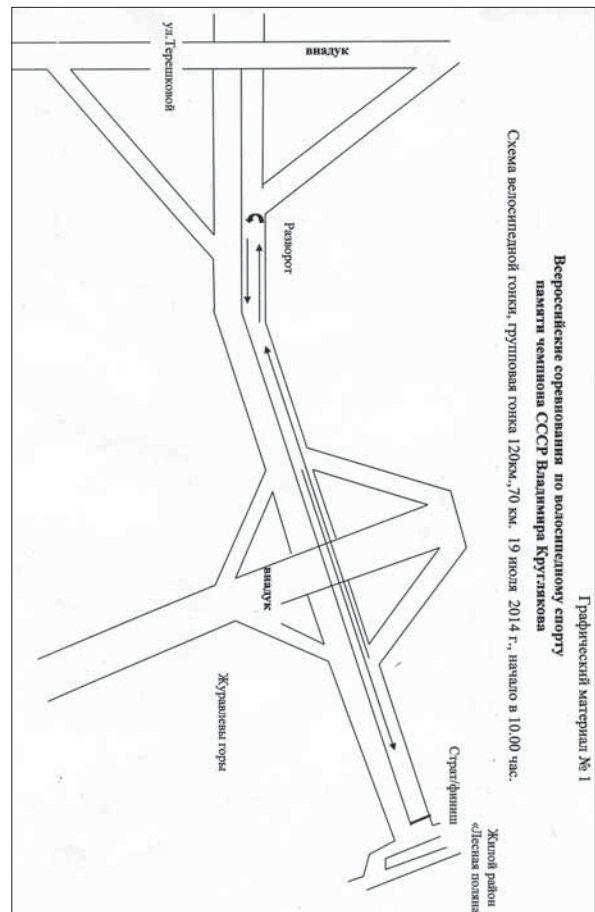 Графический материал № 1
Всероссийские соревнования по волосипедному спорту
памяти чемпиона СССР Владимира Круглякова
Схема велосипедной гонки, групповая гонка 120км.,70 км. 19 июля 2014 г., начало в 10.00 час.
ул.Терешковой
виадук
Разворот
виадук
Журавлевы горы
Страт/финиш
Жилой район
«Лесная поляна